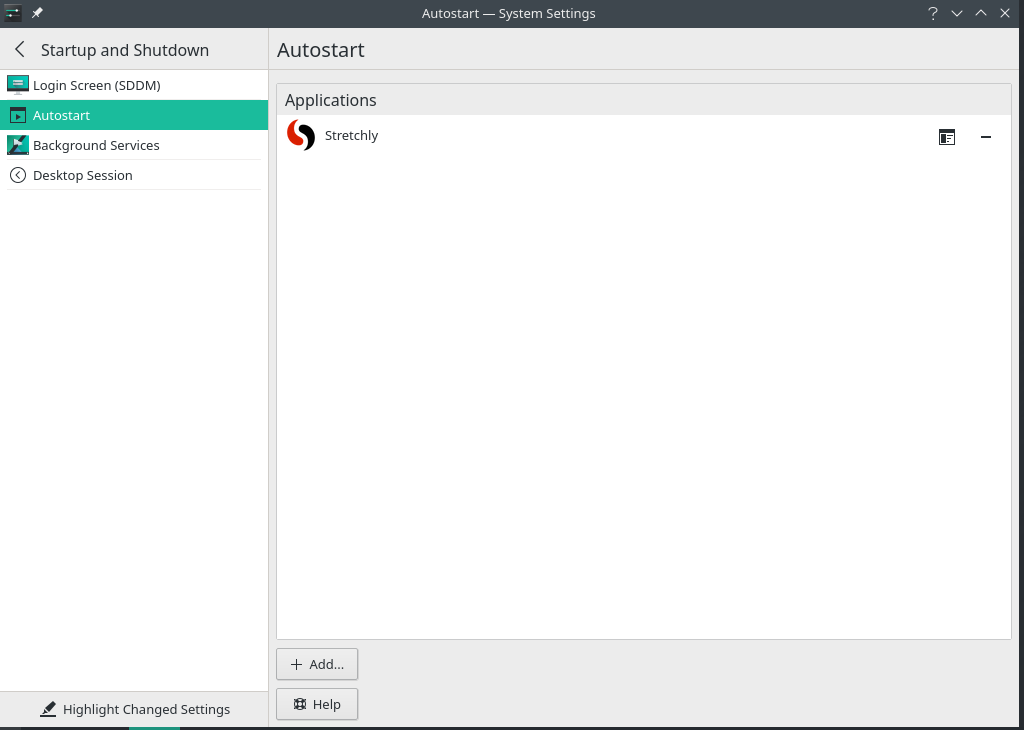 Autostart — System Settings
Startup and Shutdown
Login Screen (SDDM)
Autostart
Background Services
Desktop Session
Highlight Changed Settings
Autostart
Applications
Stretchly
Add...
Help